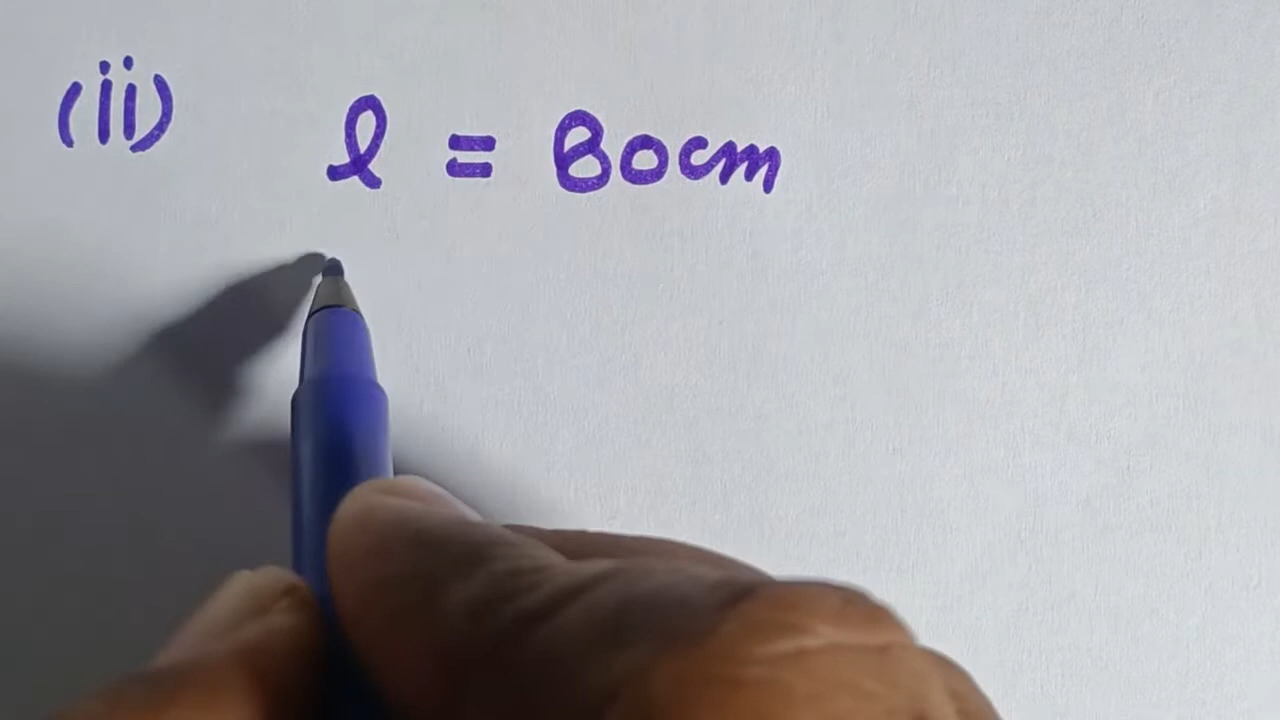 (ii) l = 80cm